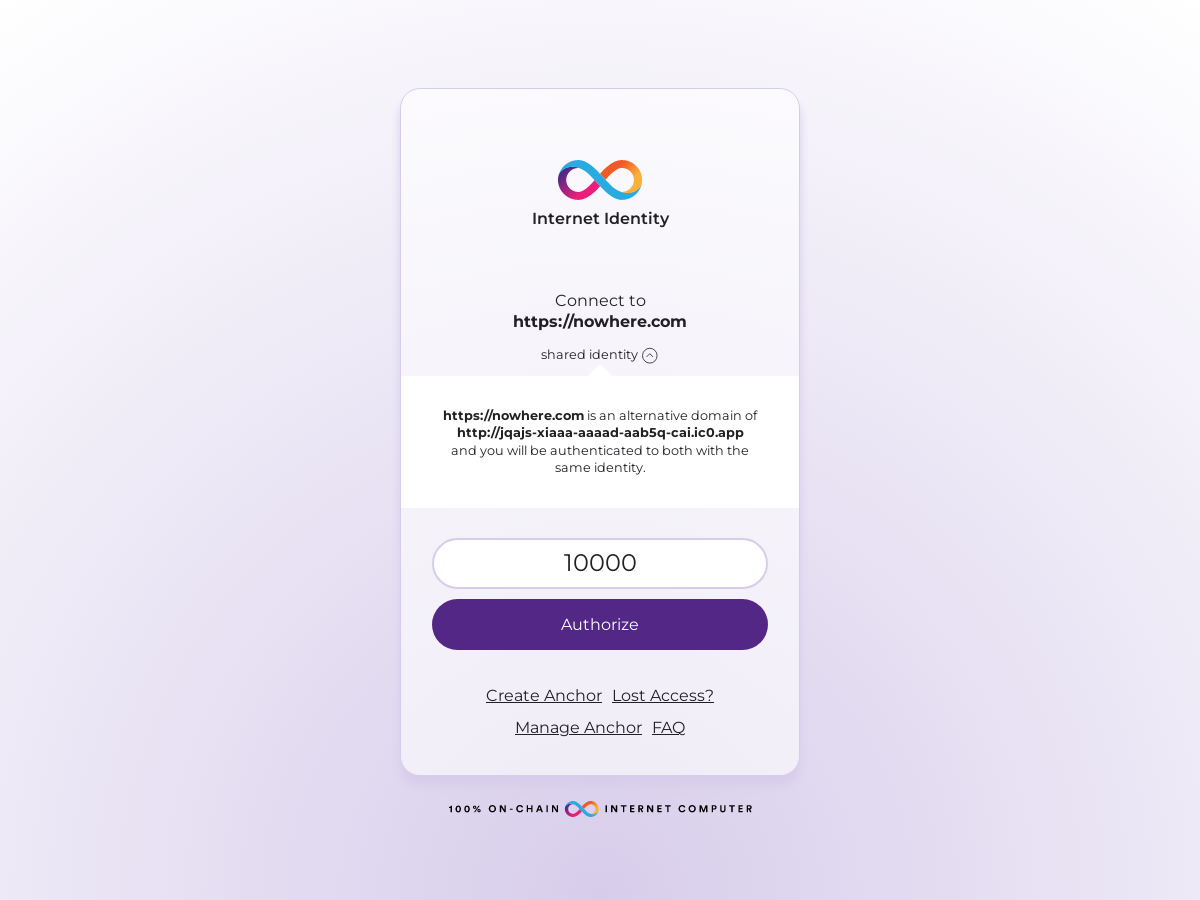 Internet Identity
Connect to
https://nowhere.com
shared identity
https://nowhere.com is an alternative domain of
http://jqajs-xiaaa-aaaad-aab5q-cai.ic0.app
and you will be authenticated to both with the
same identity.
10000
Authorize
Create Anchor Lost Access?
Manage Anchor FAQ
100% ON-CHAIN INTERNET COMPUTER